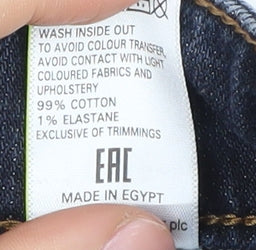 WASH INSIDE OUT
TO AVOID COLOUR TRANSFER,
AVOID CONTACT WITH LIGHT
COLOURED FABRICS AND
UPHOLSTERY
99% COTTON
1% ELASTANE
EXCLUSIVE OF TRIMMINGS
EAC
MADE IN EGYPT
plc